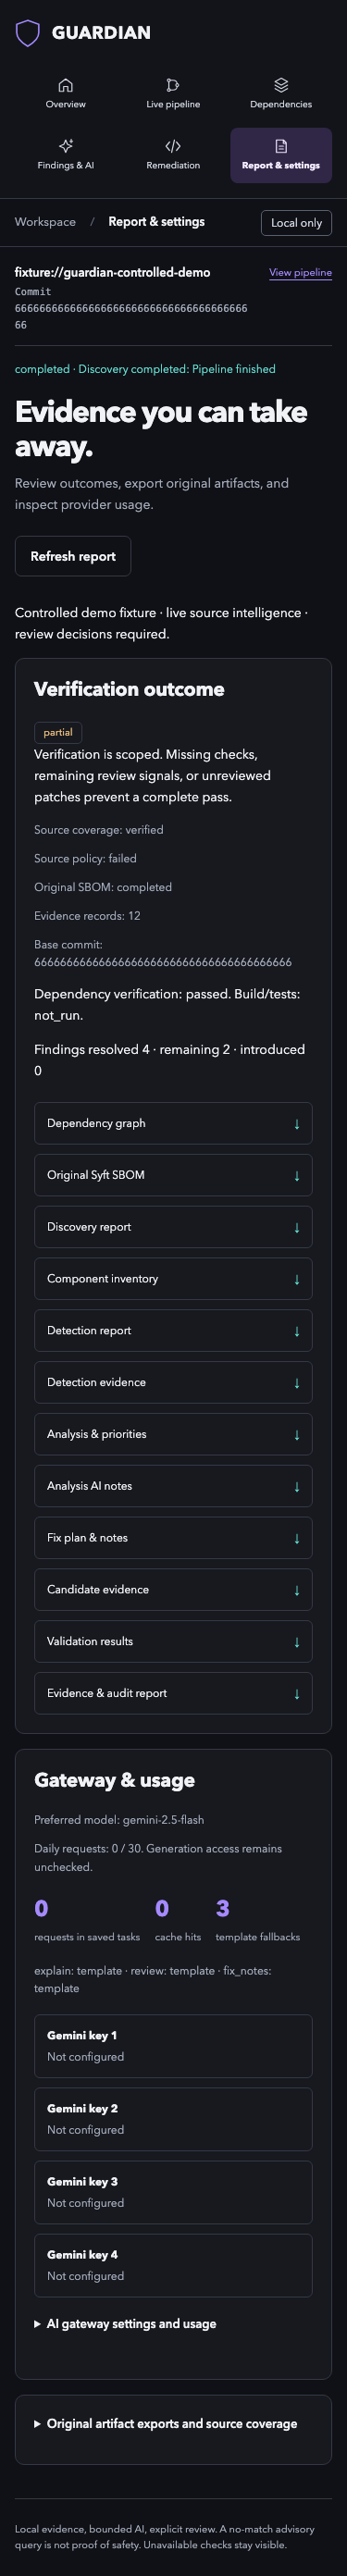 GUARDIAN
Overview
Live pipeline
Dependencies
Findings & AI
Remediation
Report & settings
Workspace / Report & settings
Local only
fixture://guardian-controlled-demo
View pipeline
Commit
66666666666666666666666666666666666666
66
completed · Discovery completed: Pipeline finished
Evidence you can take
away.
Review outcomes, export original artifacts, and
inspect provider usage.
Refresh report
Controlled demo fixture · live source intelligence ·
review decisions required.
Verification outcome
partial
Verification is scoped. Missing checks,
remaining review signals, or unreviewed
patches prevent a complete pass.
Source coverage: verified
Source policy: failed
Original SBOM: completed
Evidence records: 12
Base commit:
6666666666666666666666666666666666666666
Dependency verification: passed. Build/tests:
not_run.
Findings resolved 4 · remaining 2 · introduced
0
Dependency graph ↓
Original Syft SBOM ↓
Discovery report ↓
Component inventory ↓
Detection report ↓
Detection evidence ↓
Analysis & priorities ↓
Analysis AI notes ↓
Fix plan & notes ↓
Candidate evidence ↓
Validation results ↓
Evidence & audit report ↓
Gateway & usage
Preferred model: gemini-2.5-flash
Daily requests: 0 / 30. Generation access remains
unchecked.
0 0 3
requests in saved tasks cache hits template fallbacks
explain: template · review: template · fix_notes:
template
Gemini key 1
Not configured
Gemini key 2
Not configured
Gemini key 3
Not configured
Gemini key 4
Not configured
▶ AI gateway settings and usage
▶ Original artifact exports and source coverage
Local evidence, bounded AI, explicit review. A no-match advisory
query is not proof of safety. Unavailable checks stay visible.